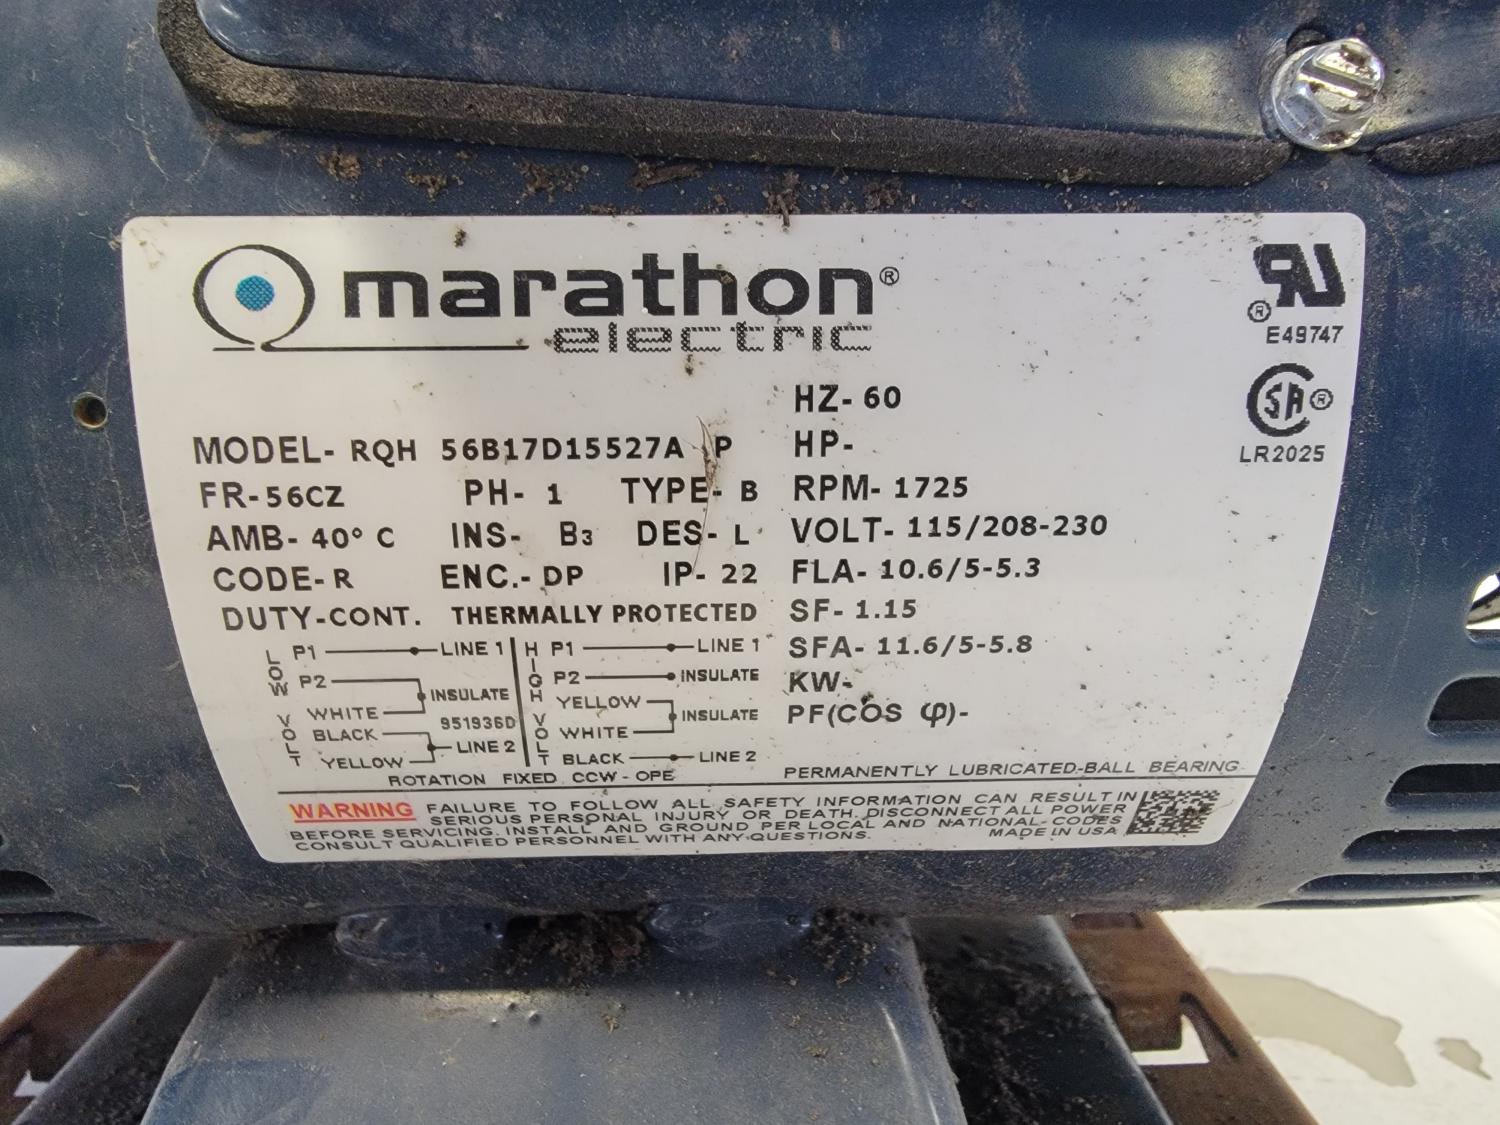 marathon®
electric
® E49747
SA ®
LR2025
HZ- 60
MODEL- RQH 56B17D15527A P HP-
FR-56CZ PH- 1 TYPE- B RPM- 1725
AMB- 40° C INS- B3 DES- L VOLT- 115/208-230
CODE- R ENC.- DP IP- 22 FLA- 10.6/5-5.3
DUTY-CONT. THERMALLY PROTECTED SF- 1.15
SFA- 11.6/5-5.8
KW-
PF(COS φ)-
LOW VOLT
P1 LINE 1
P2
INSULATE
WHITE
951936D
BLACK
LINE 2
YELLOW
HIGH VOLT
P1 LINE 1
P2 INSULATE
YELLOW
INSULATE
WHITE
BLACK LINE 2
ROTATION FIXED CCW - OPE
PERMANENTLY LUBRICATED-BALL BEARING
WARNING FAILURE TO FOLLOW ALL SAFETY INFORMATION CAN RESULT IN
SERIOUS PERSONAL INJURY OR DEATH. DISCONNECT ALL POWER
BEFORE SERVICING. INSTALL AND GROUND PER LOCAL AND NATIONAL CODES
CONSULT QUALIFIED PERSONNEL WITH ANY QUESTIONS. MADE IN USA